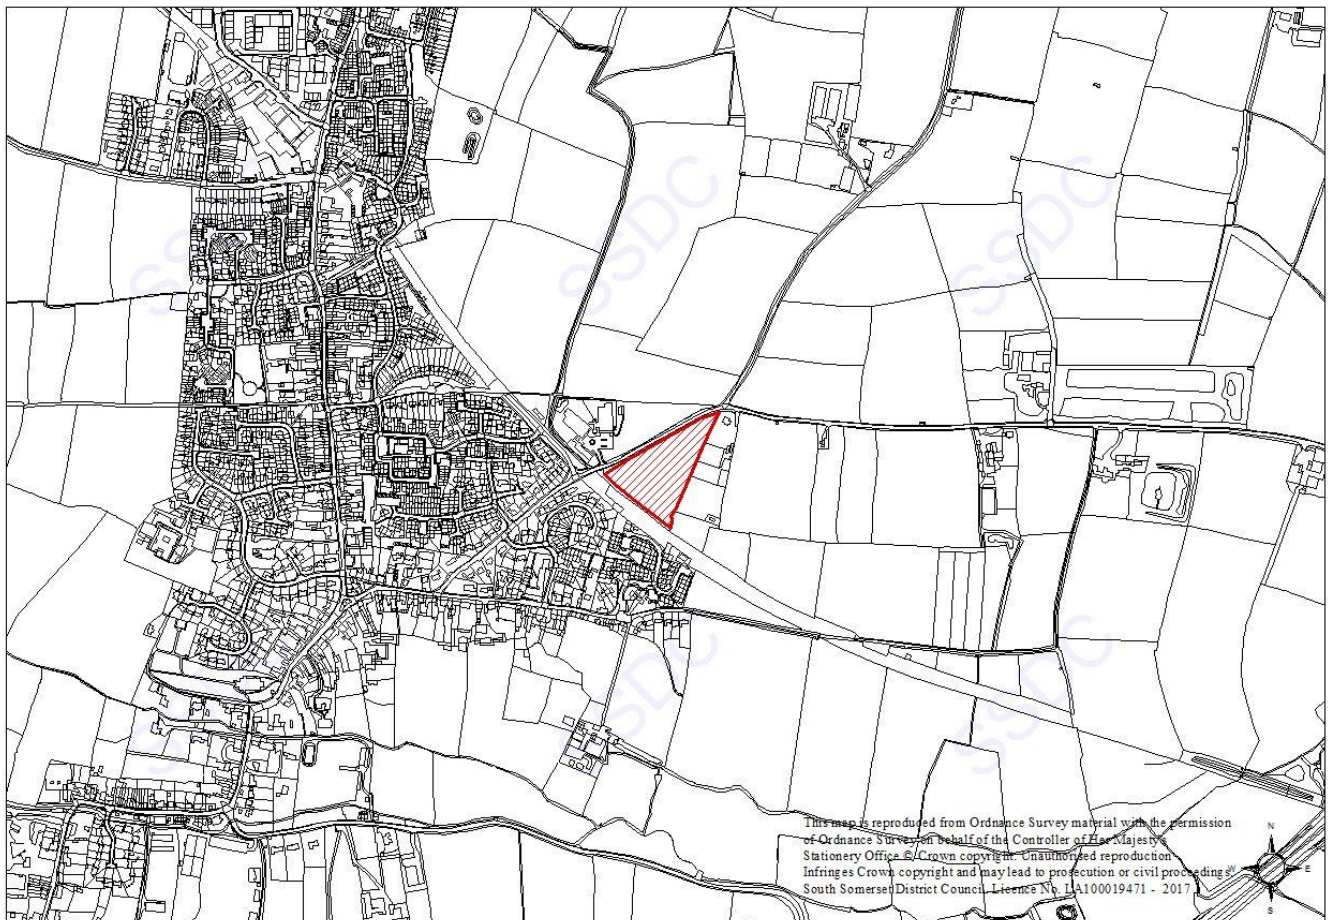 SSDC
SSDC
SSDC
SSDC
SSDC
SSDC
This map is reproduced from Ordnance Survey material with the permission
of Ordnance Survey on behalf of the Controller of Her Majesty's
Stationery Office © Crown copyright. Unauthorised reproduction
Infringes Crown copyright and may lead to prosecution or civil proceedings.
South Somerset District Council, Licence No. LA100019471 - 2017
N
W
E
S